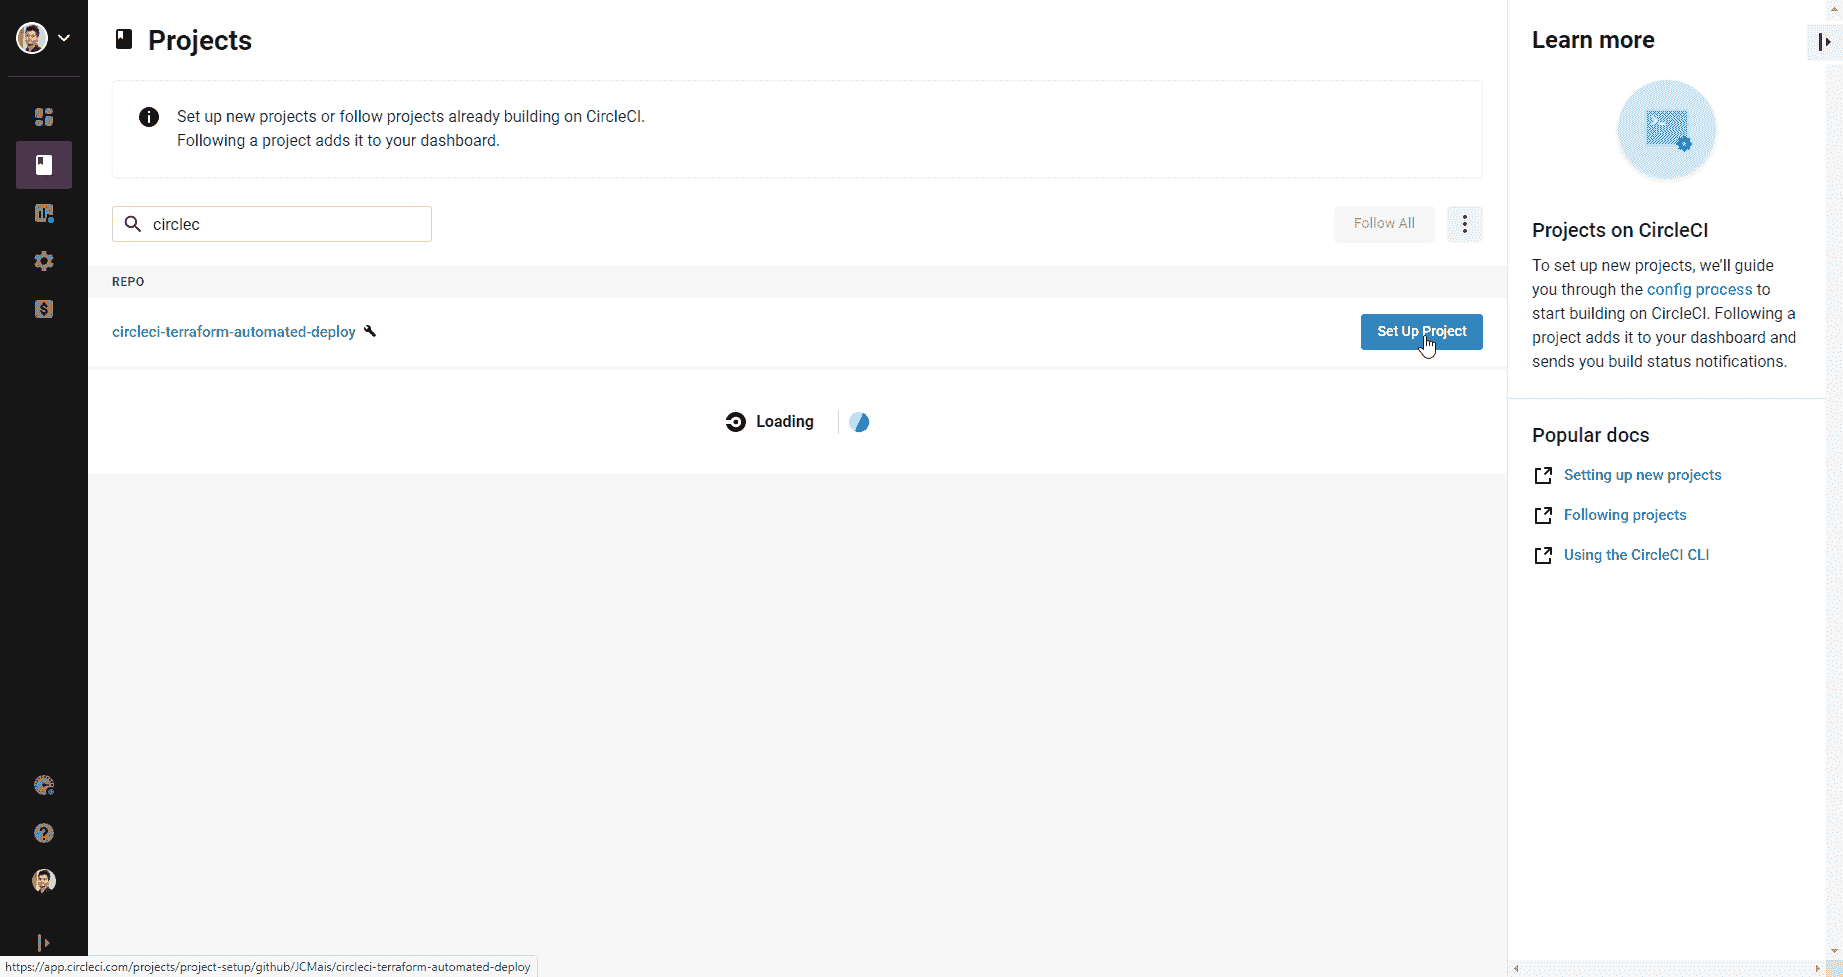 Projects
Set up new projects or follow projects already building on CircleCI.
Following a project adds it to your dashboard.
circlec
Follow All
REPO
circleci-terraform-automated-deploy
Set Up Project
Loading
Learn more
Projects on CircleCI
To set up new projects, we'll guide
you through the config process to
start building on CircleCI. Following a
project adds it to your dashboard and
sends you build status notifications.
Popular docs
Setting up new projects
Following projects
Using the CircleCI CLI
https://app.circleci.com/projects/project-setup/github/JCMais/circleci-terraform-automated-deploy